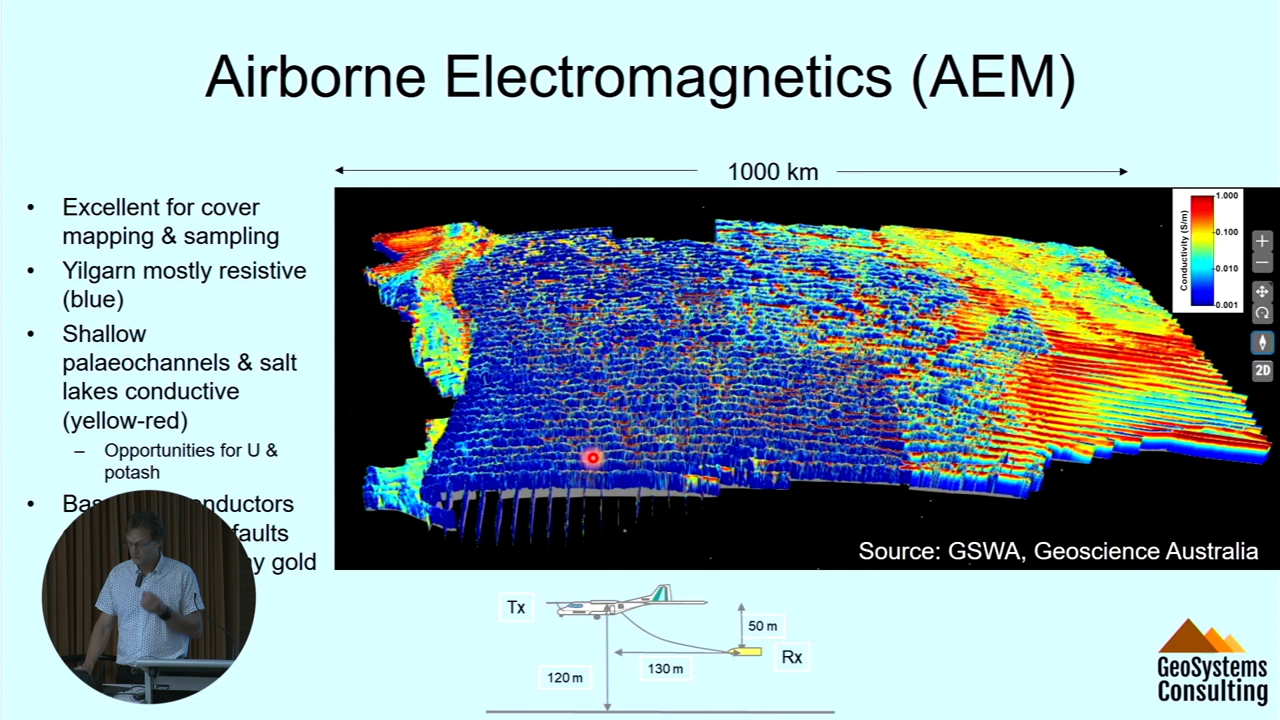 Airborne Electromagnetics (AEM)
1000 km
• Excellent for cover
mapping & sampling
• Yilgarn mostly resistive
(blue)
• Shallow
palaeochannels & salt
lakes conductive
(yellow-red)
– Opportunities for U &
potash
•
faults
gold
Conductivity (S/m)
1.000
0.100
0.010
0.001
+
−
2D
Source: GSWA, Geoscience Australia
Tx
50 m
Rx
130 m
120 m
GeoSystems
Consulting